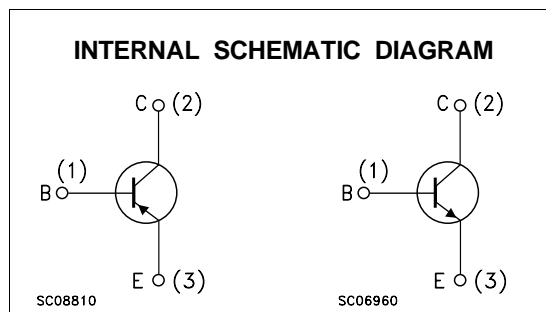 INTERNAL SCHEMATIC DIAGRAM
C (2)
(1)
B
E (3)
SC08810
C (2)
(1)
B
E (3)
SC06960